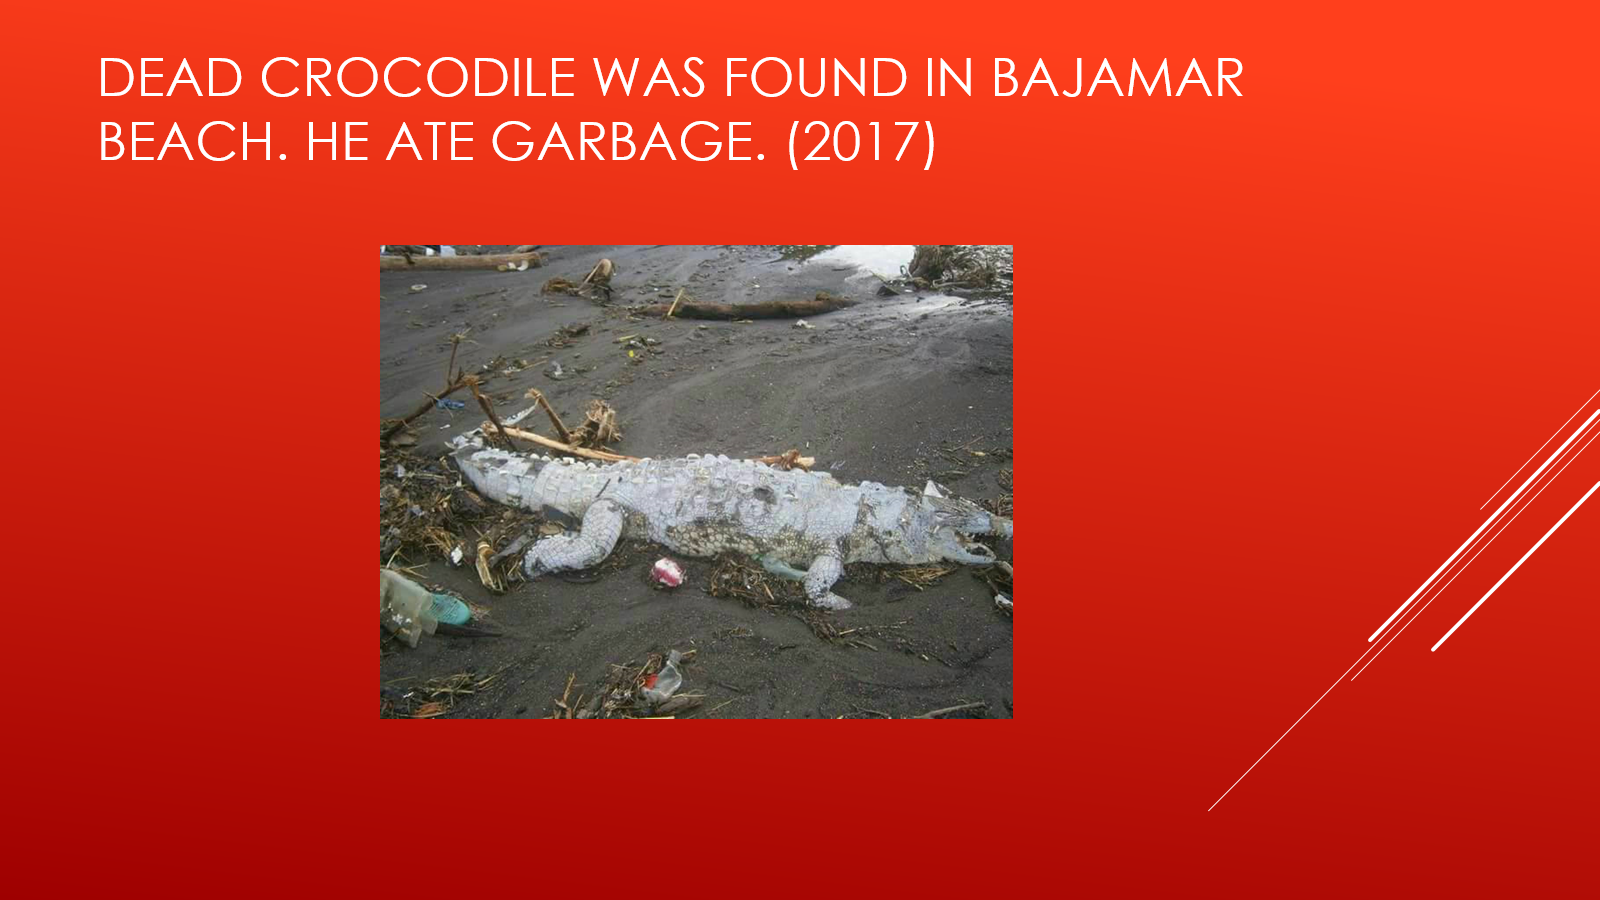 DEAD CROCODILE WAS FOUND IN BAJAMAR
BEACH. HE ATE GARBAGE. (2017)